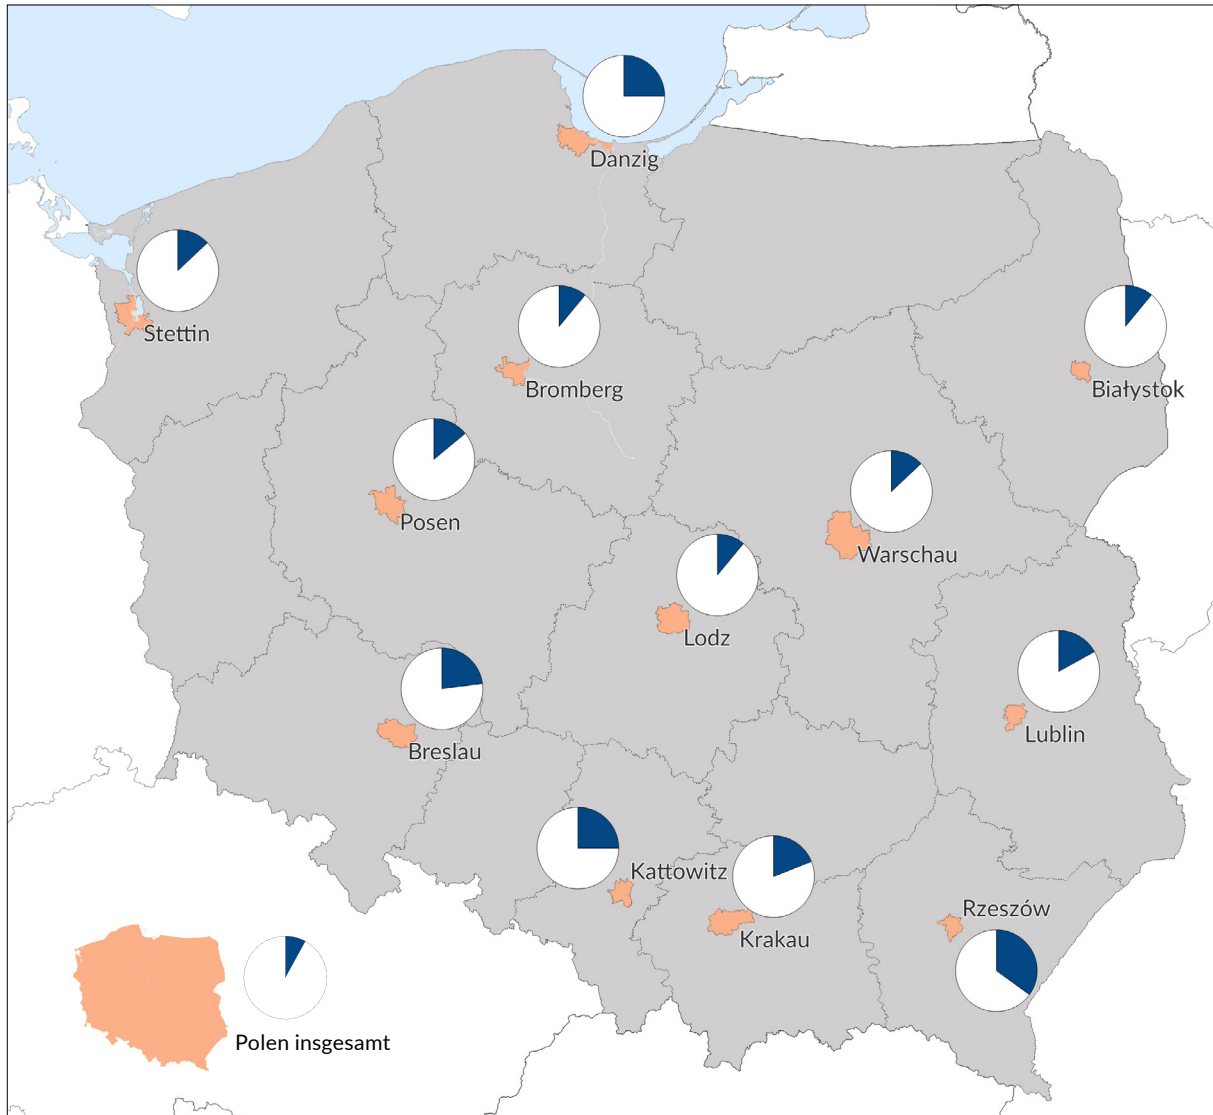 Danzig
Stettin
Bromberg
Białystok
Posen
Warschau
Lodz
Lublin
Breslau
Kattowitz
Rzeszów
Krakau
Polen insgesamt